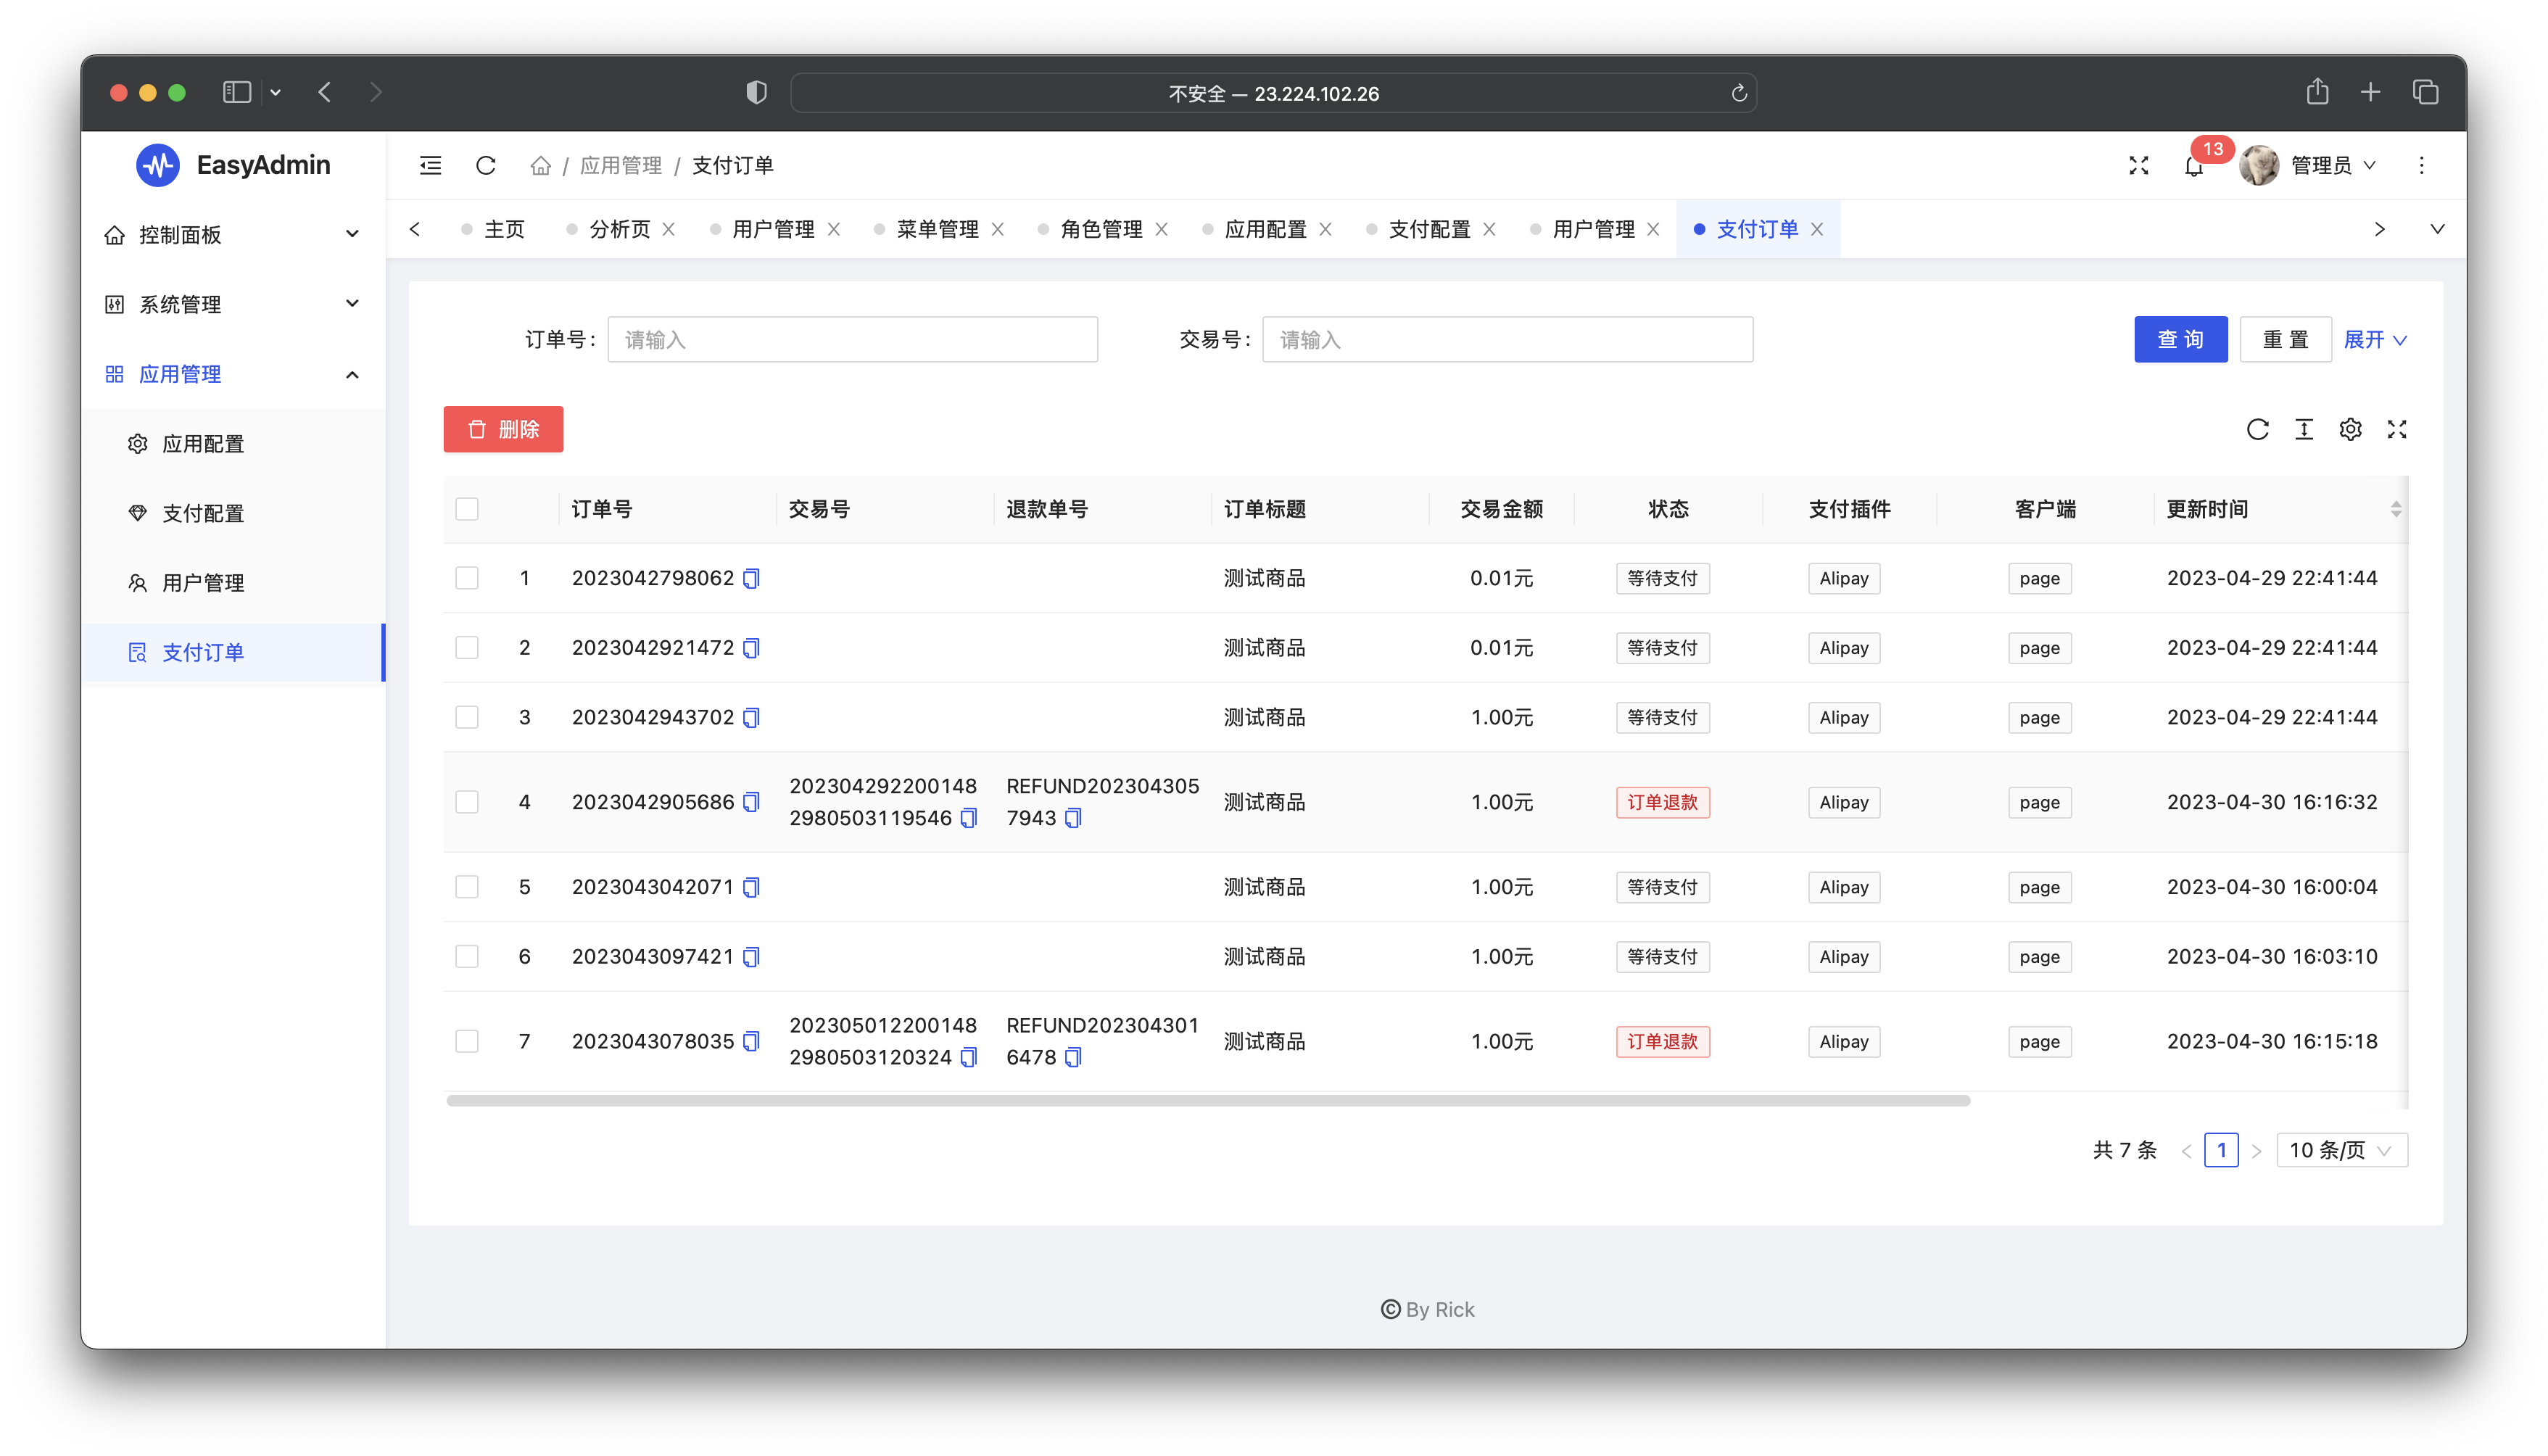 不安全 — 23.224.102.26
EasyAdmin
/ 应用管理 / 支付订单
13
管理员
控制面板
系统管理
应用管理
应用配置
支付配置
用户管理
支付订单
主页 分析页 用户管理 菜单管理 角色管理 应用配置 支付配置 用户管理 支付订单
订单号: 请输入 交易号: 请输入 查 询 重 置 展开
删除
订单号 交易号 退款单号 订单标题 交易金额 状态 支付插件 客户端 更新时间
1 2023042798062 测试商品 0.01元 等待支付 Alipay page 2023-04-29 22:41:44
2 2023042921472 测试商品 0.01元 等待支付 Alipay page 2023-04-29 22:41:44
3 2023042943702 测试商品 1.00元 等待支付 Alipay page 2023-04-29 22:41:44
202304292200148 REFUND202304305
4 2023042905686 测试商品 1.00元 订单退款 Alipay page 2023-04-30 16:16:32
2980503119546 7943
5 2023043042071 测试商品 1.00元 等待支付 Alipay page 2023-04-30 16:00:04
6 2023043097421 测试商品 1.00元 等待支付 Alipay page 2023-04-30 16:03:10
202305012200148 REFUND202304301
7 2023043078035 测试商品 1.00元 订单退款 Alipay page 2023-04-30 16:15:18
2980503120324 6478
共 7 条 1 10 条/页
© By Rick